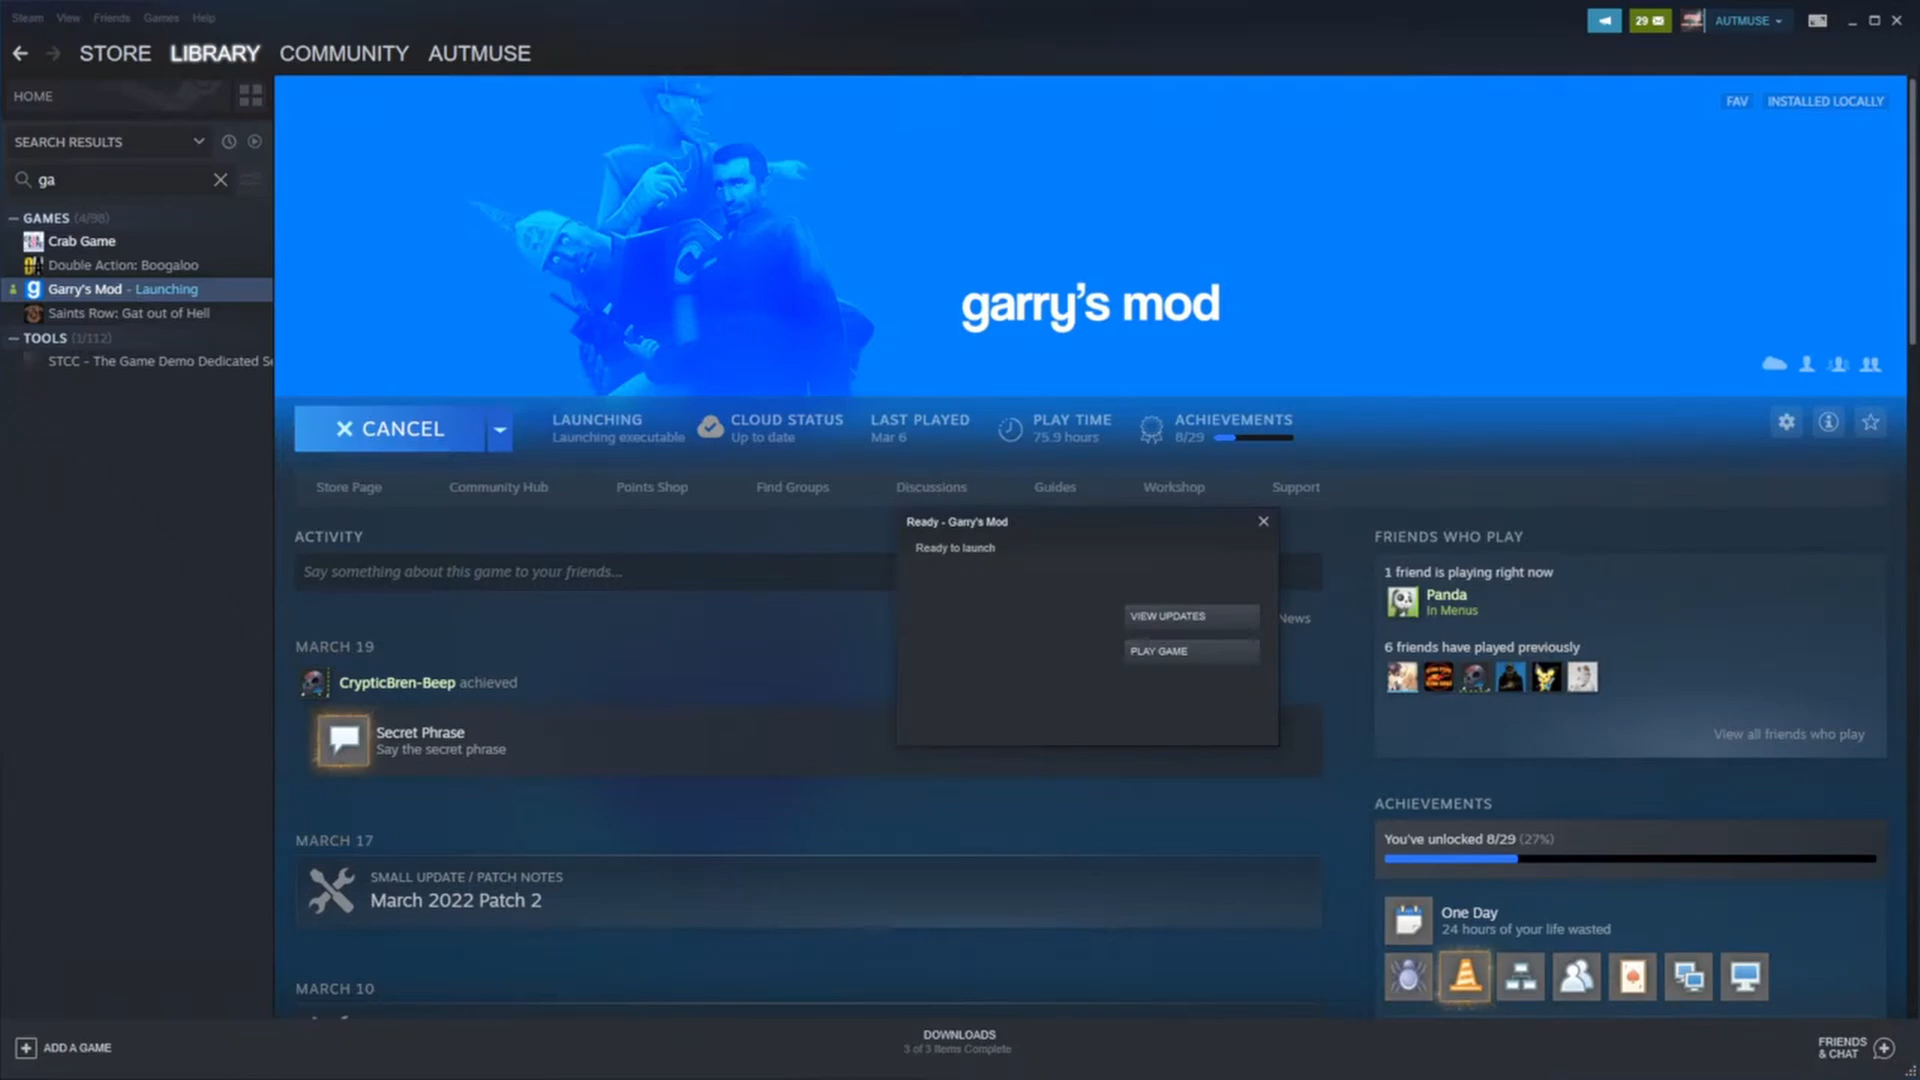 Steam View Friends Games Help
29
AUTMUSE
STORE LIBRARY COMMUNITY AUTMUSE
HOME
SEARCH RESULTS
ga
GAMES (4/98)
Crab Game
Double Action: Boogaloo
Garry's Mod - Launching
Saints Row: Gat out of Hell
TOOLS (1/112)
STCC - The Game Demo Dedicated Se
FAV INSTALLED LOCALLY
garry's mod
CANCEL
LAUNCHING
Launching executable
CLOUD STATUS
Up to date
LAST PLAYED
Mar 6
PLAY TIME
75.9 hours
ACHIEVEMENTS
8/29
Store Page Community Hub Points Shop Find Groups Discussions Guides Workshop Support
ACTIVITY
Say something about this game to your friends...
News
Ready - Garry's Mod
Ready to launch
VIEW UPDATES
PLAY GAME
MARCH 19
CrypticBren-Beep achieved
Secret Phrase
Say the secret phrase
MARCH 17
SMALL UPDATE / PATCH NOTES
March 2022 Patch 2
MARCH 10
FRIENDS WHO PLAY
1 friend is playing right now
Panda
In Menus
6 friends have played previously
View all friends who play
ACHIEVEMENTS
You've unlocked 8/29 (27%)
One Day
24 hours of your life wasted
ADD A GAME
DOWNLOADS
3 of 3 Items Complete
FRIENDS
& CHAT